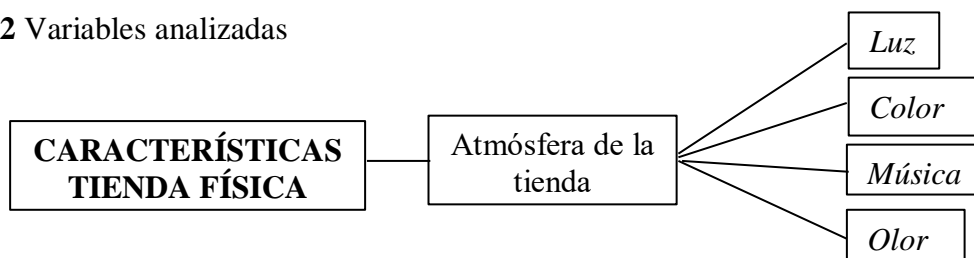 2 Variables analizadas
CARACTERÍSTICAS
TIENDA FÍSICA
Atmósfera de la
tienda
Luz
Color
Música
Olor